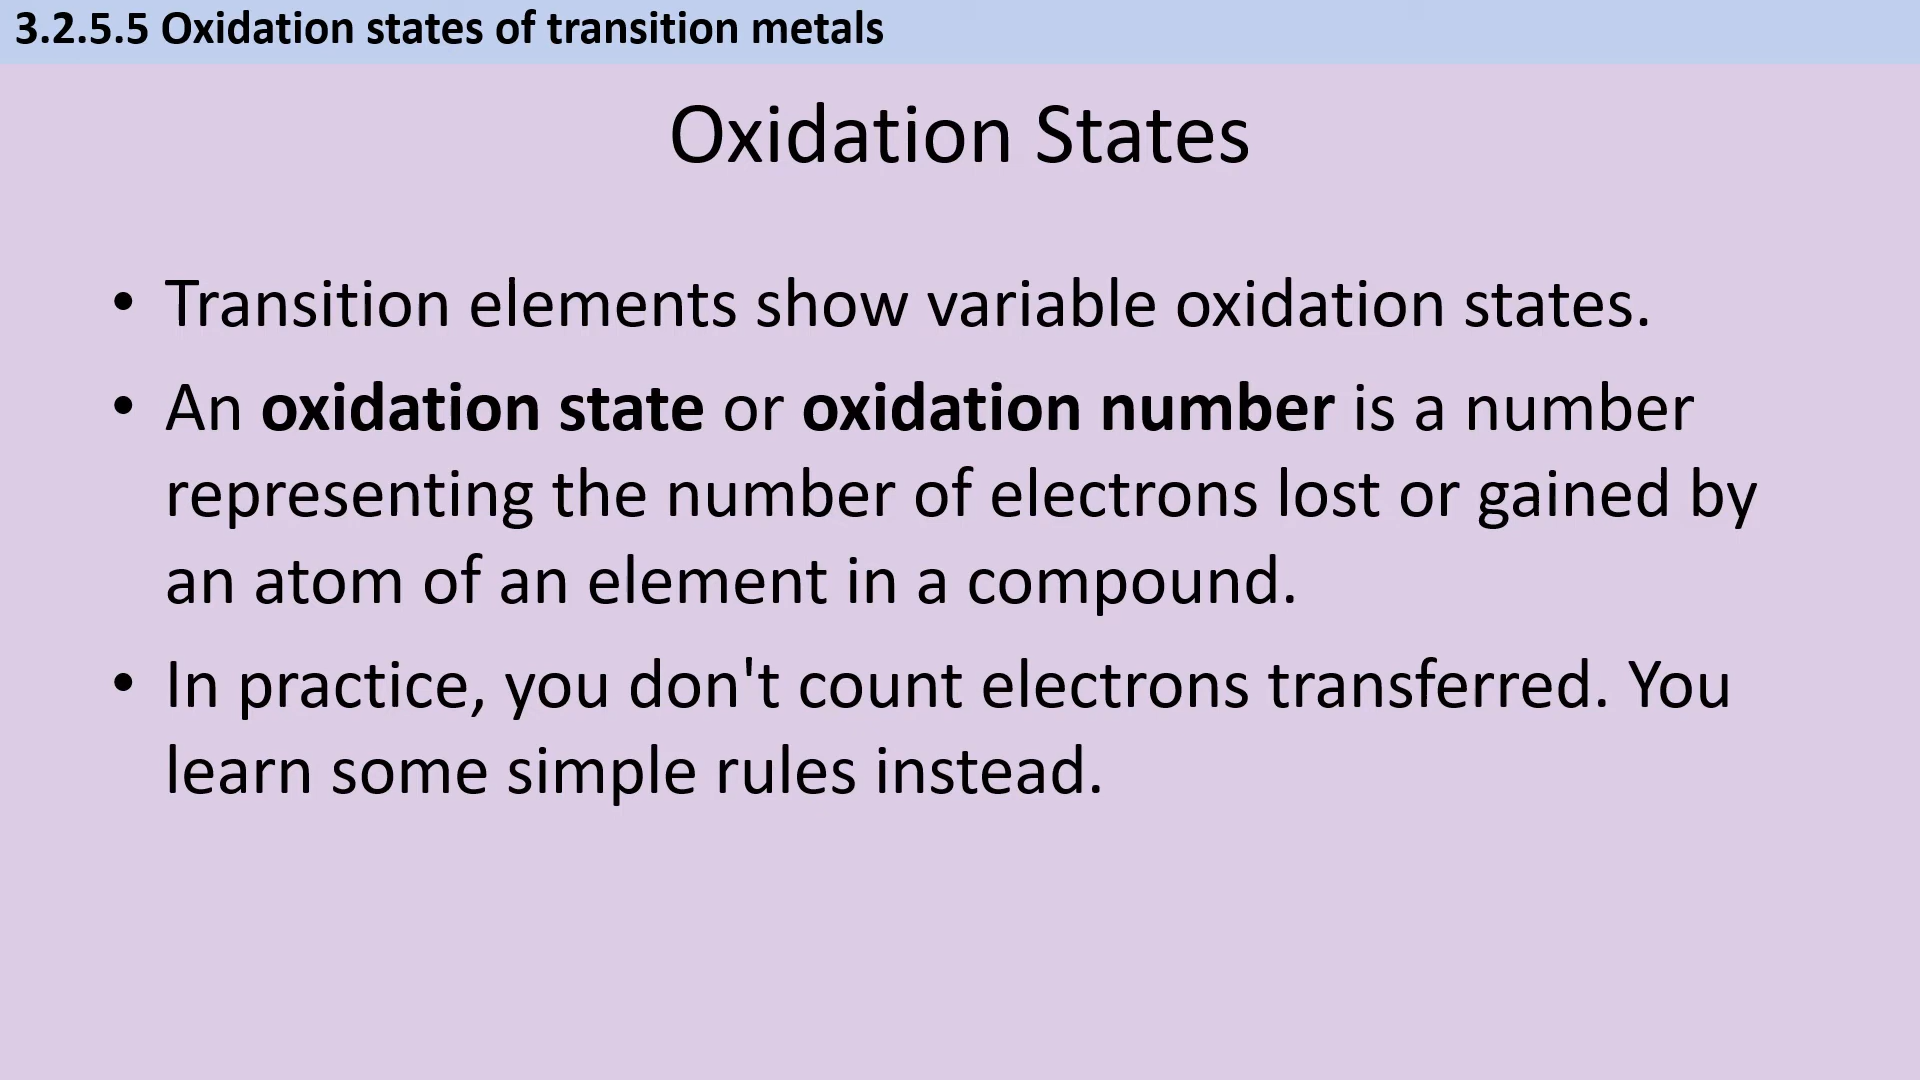 3.2.5.5 Oxidation states of transition metals
Oxidation States
• Transition elements show variable oxidation states.
• An oxidation state or oxidation number is a number
representing the number of electrons lost or gained by
an atom of an element in a compound.
• In practice, you don't count electrons transferred. You
learn some simple rules instead.